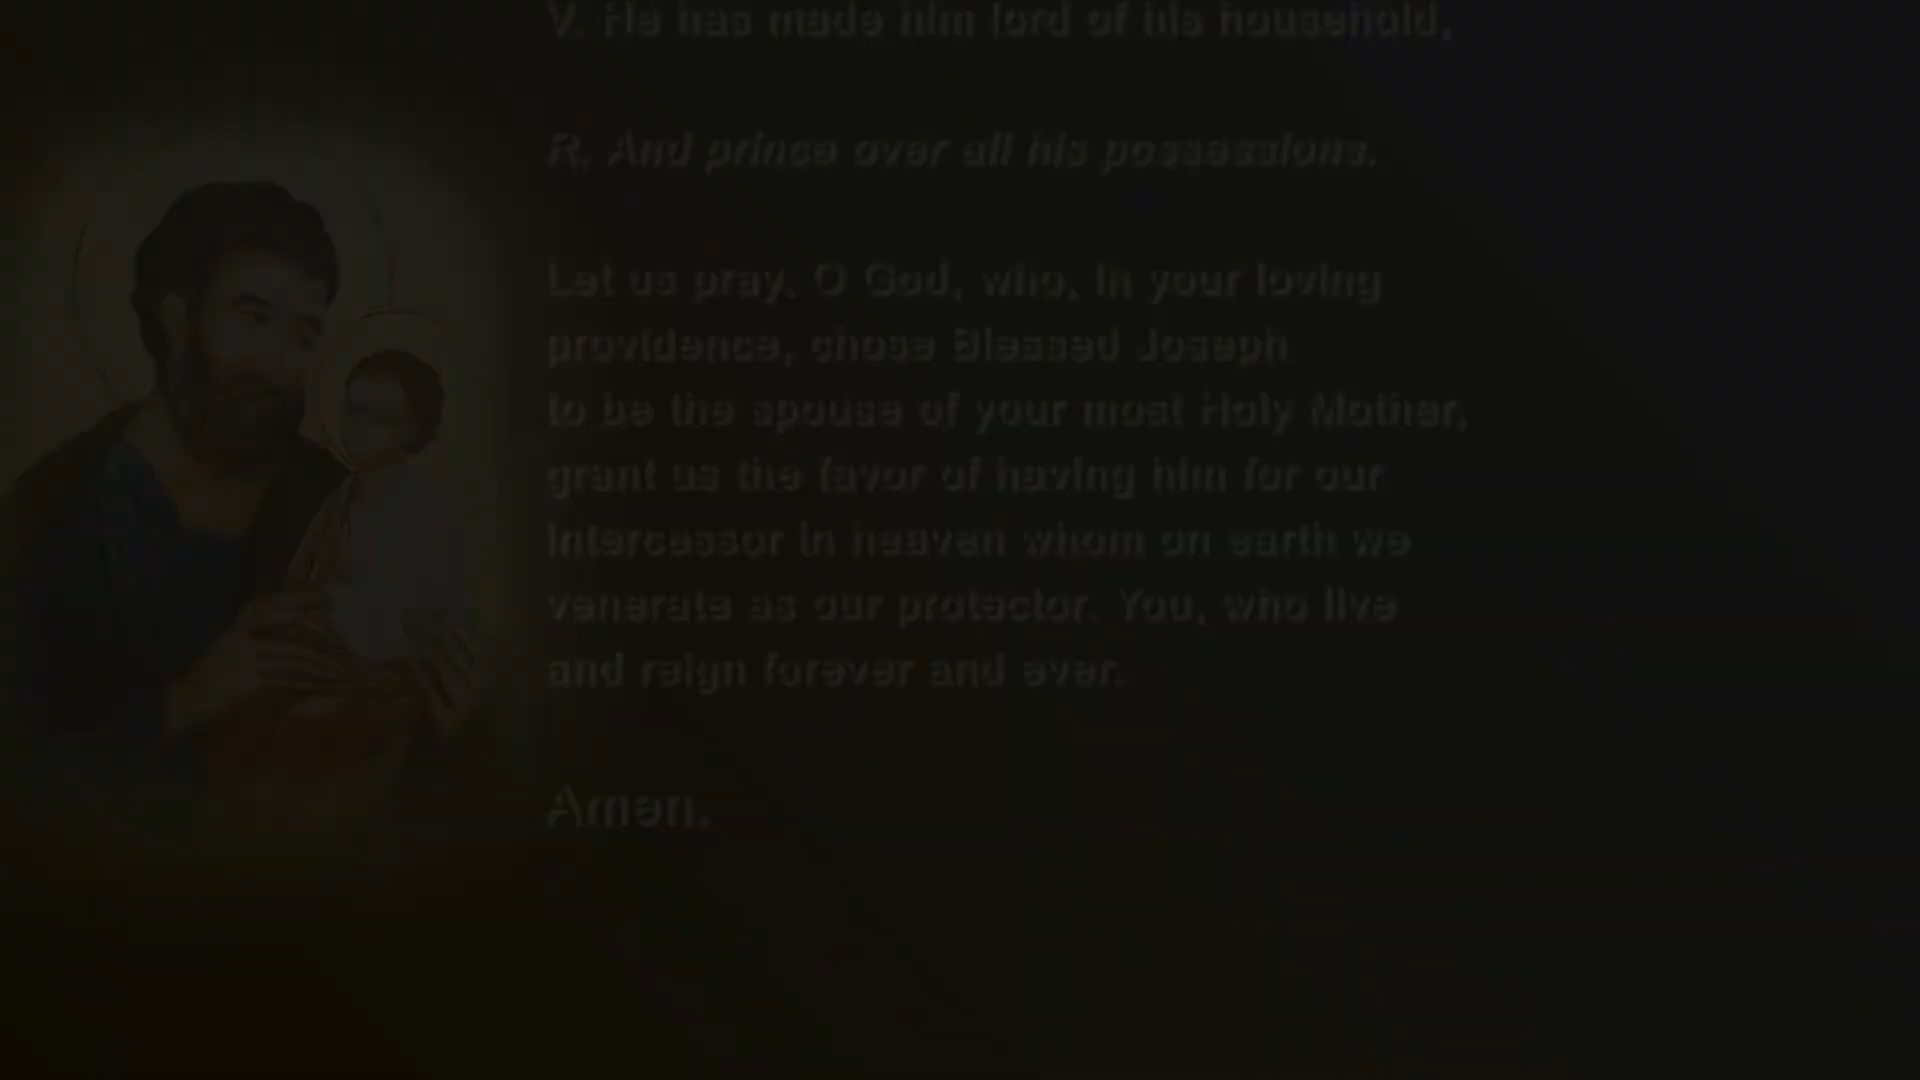 V. He has made him lord of his household,
R. And prince over all his possessions.
Let us pray. O God, who, in your loving
providence, chose Blessed Joseph
to be the spouse of your most Holy Mother,
grant us the favor of having him for our
intercessor in heaven whom on earth we
venerate as our protector. You, who live
and reign forever and ever.
Amen.